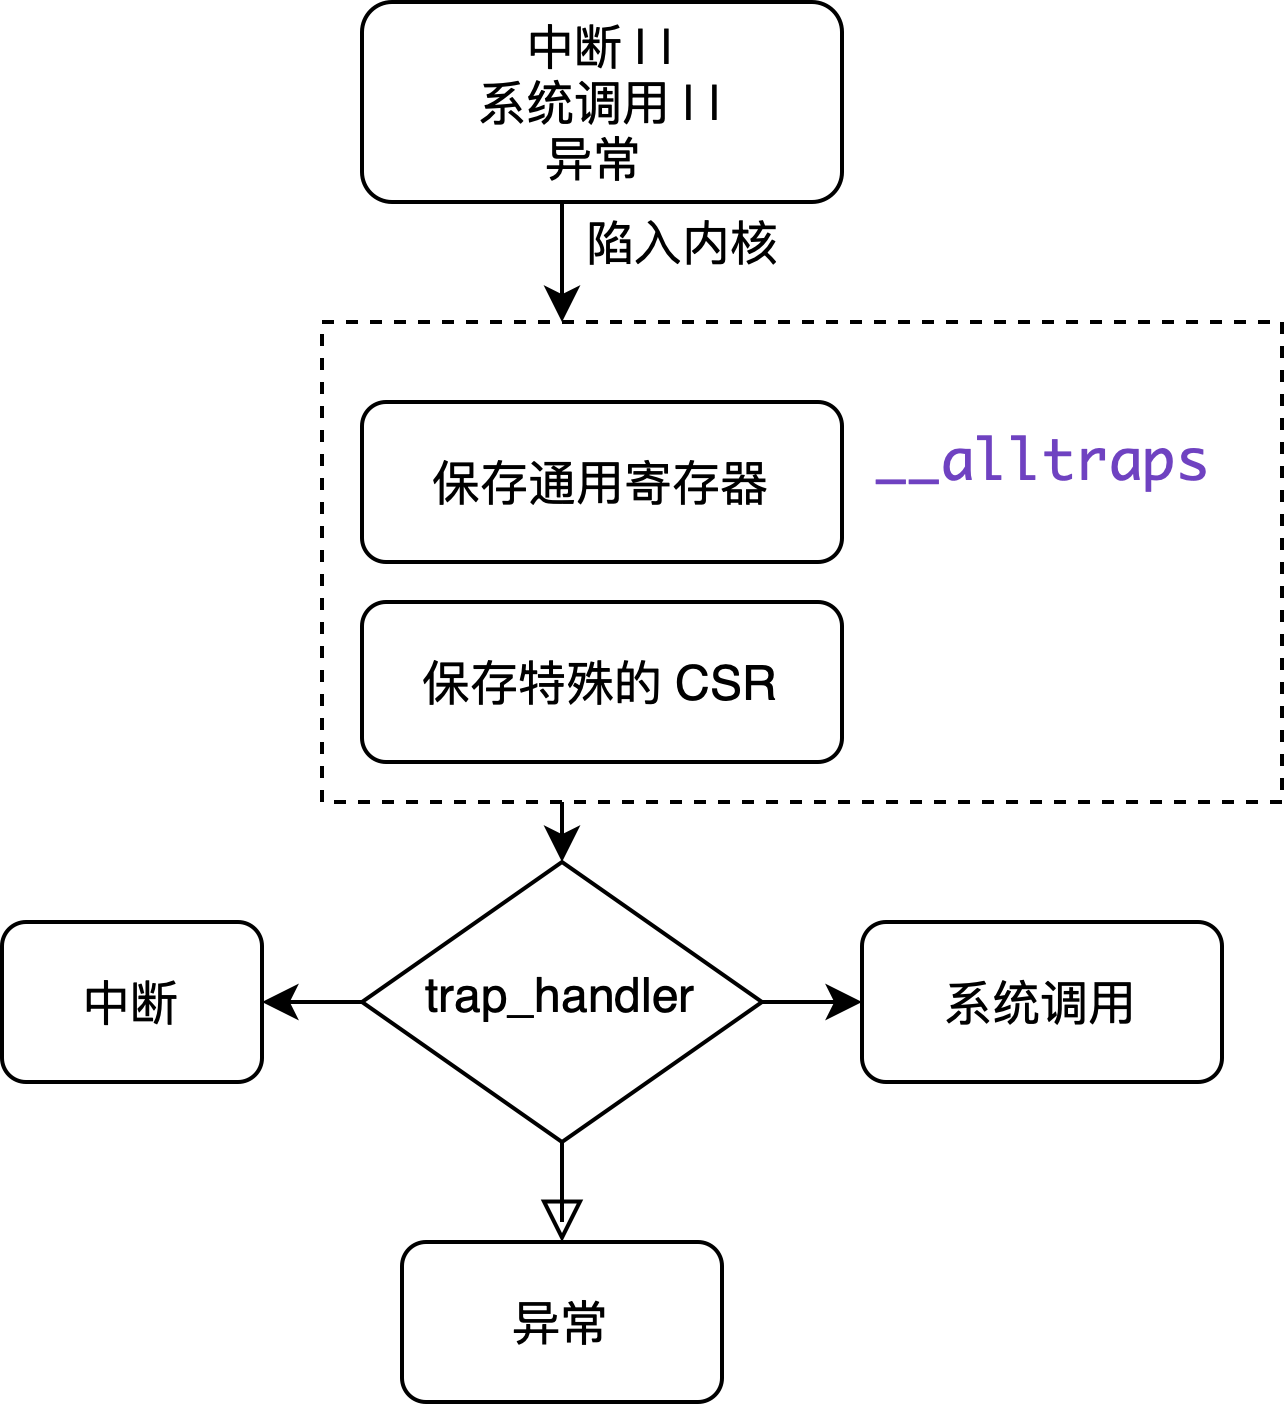 中断 | |
系统调用 | |
异常
陷入内核
保存通用寄存器
__alltraps
保存特殊的 CSR
中断
trap_handler
系统调用
异常